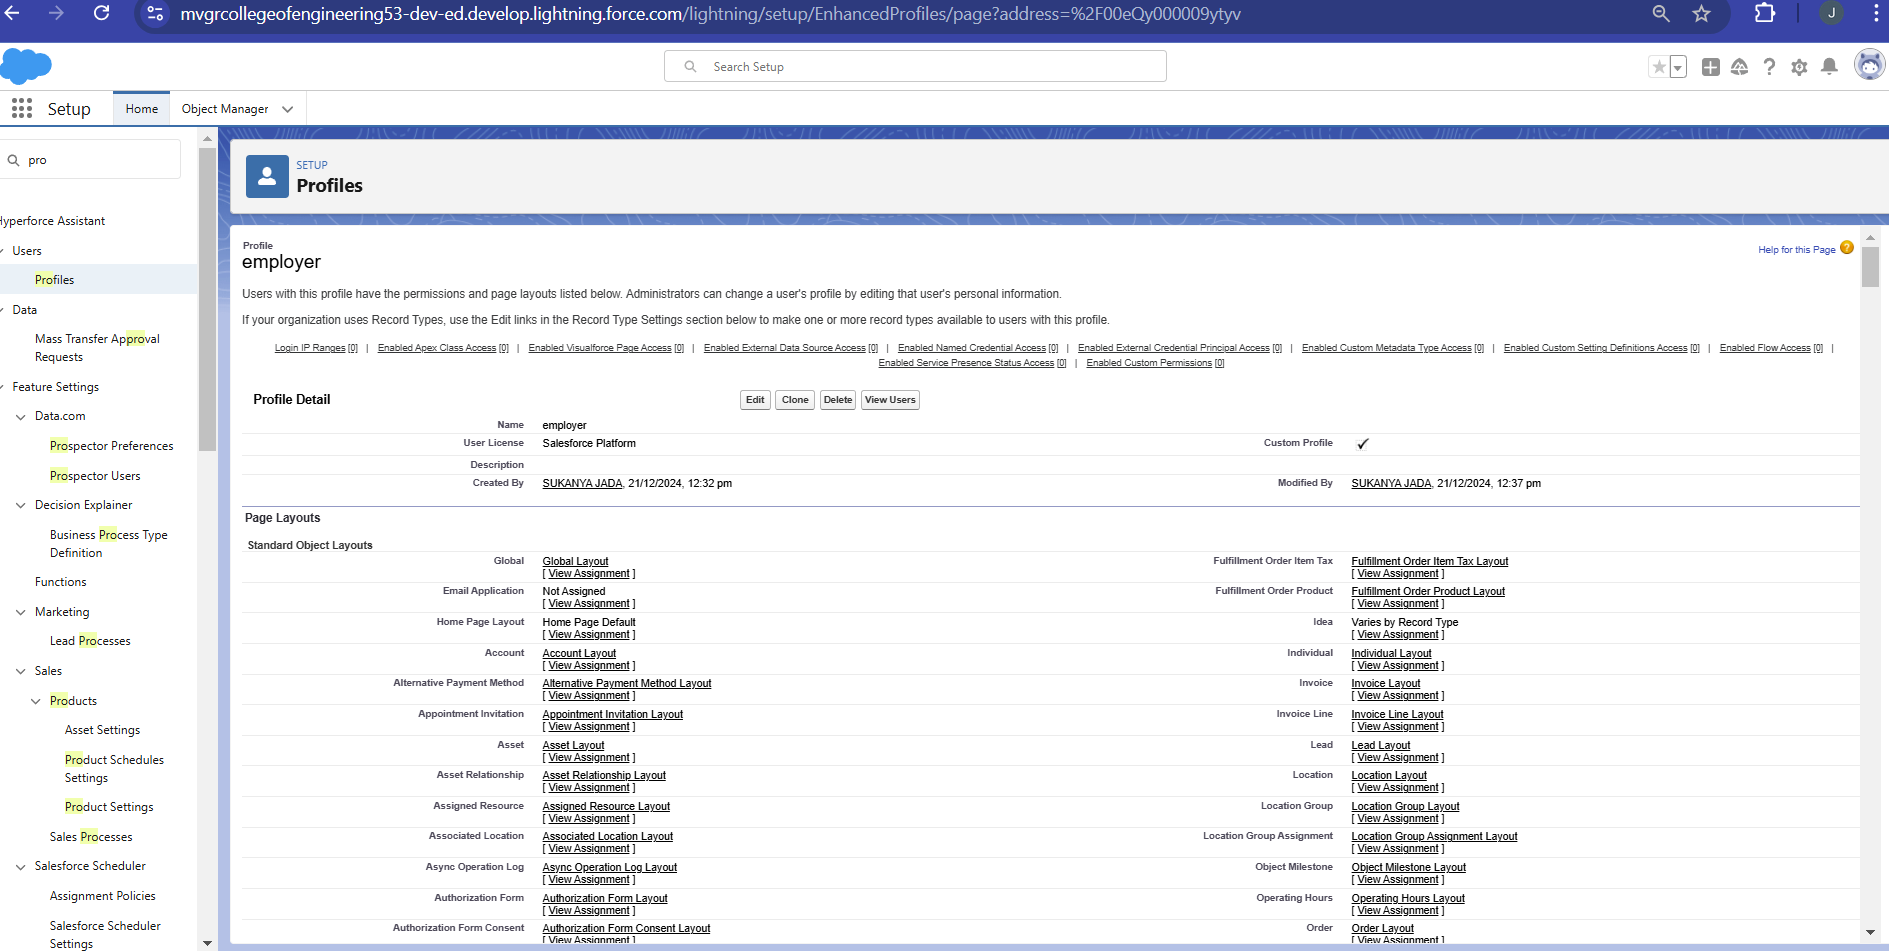 mvgrcollegeofengineering53-dev-ed.develop.lightning.force.com/lightning/setup/EnhancedProfiles/page?address=%2F00eQy000009ytyv
J
Search Setup
Setup
Home
Object Manager
pro
Hyperforce Assistant
Users
Profiles
Data
Mass Transfer Approval
Requests
Feature Settings
Data.com
Prospector Preferences
Prospector Users
Decision Explainer
Business Process Type
Definition
Functions
Marketing
Lead Processes
Sales
Products
Asset Settings
Product Schedules
Settings
Product Settings
Sales Processes
Salesforce Scheduler
Assignment Policies
Salesforce Scheduler
Settings
SETUP
Profiles
Profile
employer
Help for this Page ?
Users with this profile have the permissions and page layouts listed below. Administrators can change a user's profile by editing that user's personal information.
If your organization uses Record Types, use the Edit links in the Record Type Settings section below to make one or more record types available to users with this profile.
Login IP Ranges [0] | Enabled Apex Class Access [0] | Enabled Visualforce Page Access [0] | Enabled External Data Source Access [0] | Enabled Named Credential Access [0] | Enabled External Credential Principal Access [0] | Enabled Custom Metadata Type Access [0] | Enabled Custom Setting Definitions Access [0] | Enabled Flow Access [0] |
Enabled Service Presence Status Access [0] | Enabled Custom Permissions [0]
Profile Detail Edit Clone Delete View Users
Name employer
User License Salesforce Platform Custom Profile ✓
Description
Created By SUKANYA JADA, 21/12/2024, 12:32 pm Modified By SUKANYA JADA, 21/12/2024, 12:37 pm
Page Layouts
Standard Object Layouts
Global Global Layout Fulfillment Order Item Tax Fulfillment Order Item Tax Layout
[ View Assignment ] [ View Assignment ]
Email Application Not Assigned Fulfillment Order Product Fulfillment Order Product Layout
[ View Assignment ] [ View Assignment ]
Home Page Layout Home Page Default Idea Varies by Record Type
[ View Assignment ] [ View Assignment ]
Account Account Layout Individual Individual Layout
[ View Assignment ] [ View Assignment ]
Alternative Payment Method Alternative Payment Method Layout Invoice Invoice Layout
[ View Assignment ] [ View Assignment ]
Appointment Invitation Appointment Invitation Layout Invoice Line Invoice Line Layout
[ View Assignment ] [ View Assignment ]
Asset Asset Layout Lead Lead Layout
[ View Assignment ] [ View Assignment ]
Asset Relationship Asset Relationship Layout Location Location Layout
[ View Assignment ] [ View Assignment ]
Assigned Resource Assigned Resource Layout Location Group Location Group Layout
[ View Assignment ] [ View Assignment ]
Associated Location Associated Location Layout Location Group Assignment Location Group Assignment Layout
[ View Assignment ] [ View Assignment ]
Async Operation Log Async Operation Log Layout Object Milestone Object Milestone Layout
[ View Assignment ] [ View Assignment ]
Authorization Form Authorization Form Layout Operating Hours Operating Hours Layout
[ View Assignment ] [ View Assignment ]
Authorization Form Consent Authorization Form Consent Layout Order Order Layout
[ View Assignment ] [ View Assignment ]